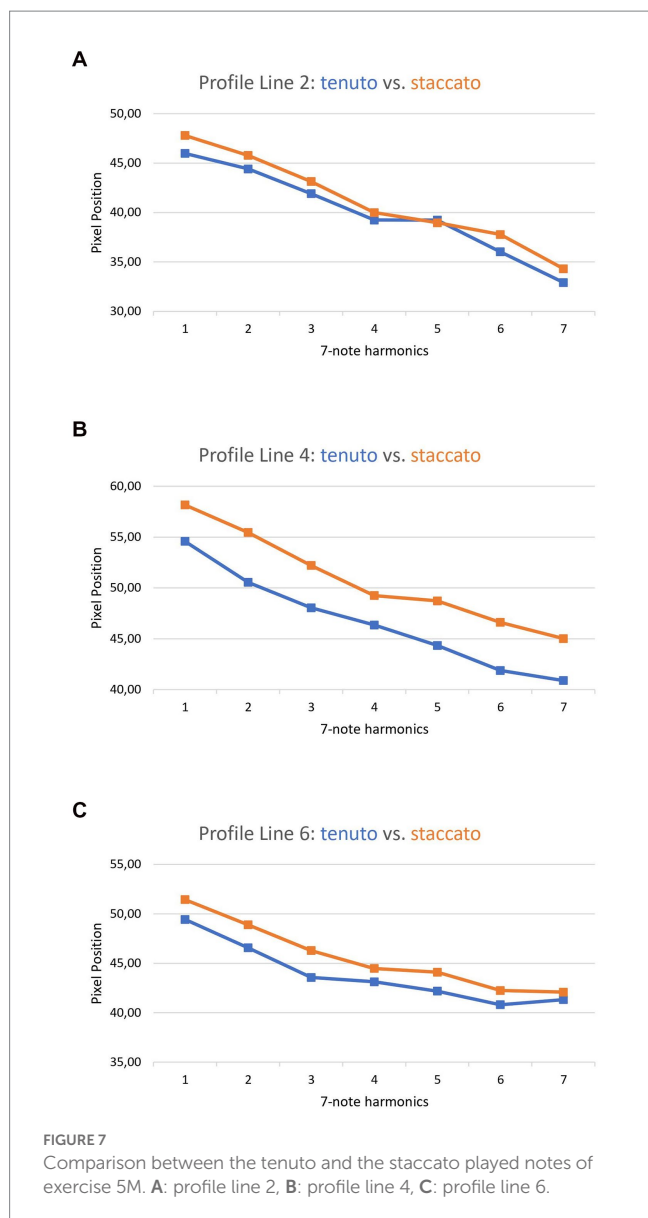 A
Profile Line 2: tenuto vs. staccato
50,00
45,00
40,00
35,00
30,00
Pixel Position
1 2 3 4 5 6 7
7-note harmonics
B
Profile Line 4: tenuto vs. staccato
60,00
55,00
50,00
45,00
40,00
Pixel Position
1 2 3 4 5 6 7
7-note harmonics
C
Profile Line 6: tenuto vs. staccato
55,00
50,00
45,00
40,00
35,00
Pixel Position
1 2 3 4 5 6 7
7-note harmonics
FIGURE 7
Comparison between the tenuto and the staccato played notes of
exercise 5M. A: profile line 2, B: profile line 4, C: profile line 6.